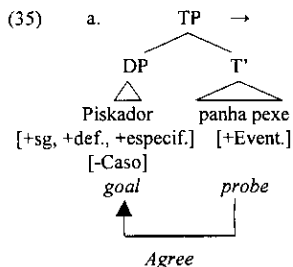 (35) a. TP →
DP T'
Piskador panha pexe
[+sg, +def., +especif.] [+Event.]
[-Caso]
goal probe
Agree